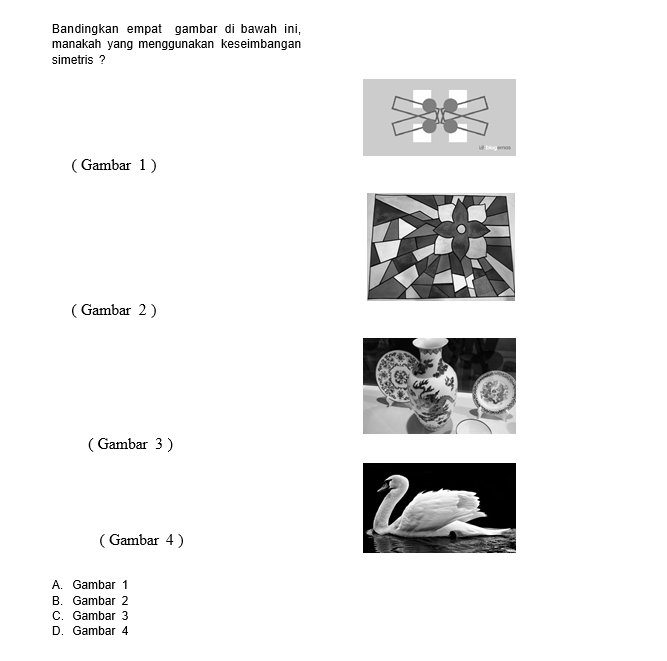 Bandingkan empat gambar di bawah ini,
manakah yang menggunakan keseimbangan
simetris ?
( Gambar 1 )
( Gambar 2 )
( Gambar 3 )
( Gambar 4 )
A. Gambar 1
B. Gambar 2
C. Gambar 3
D. Gambar 4